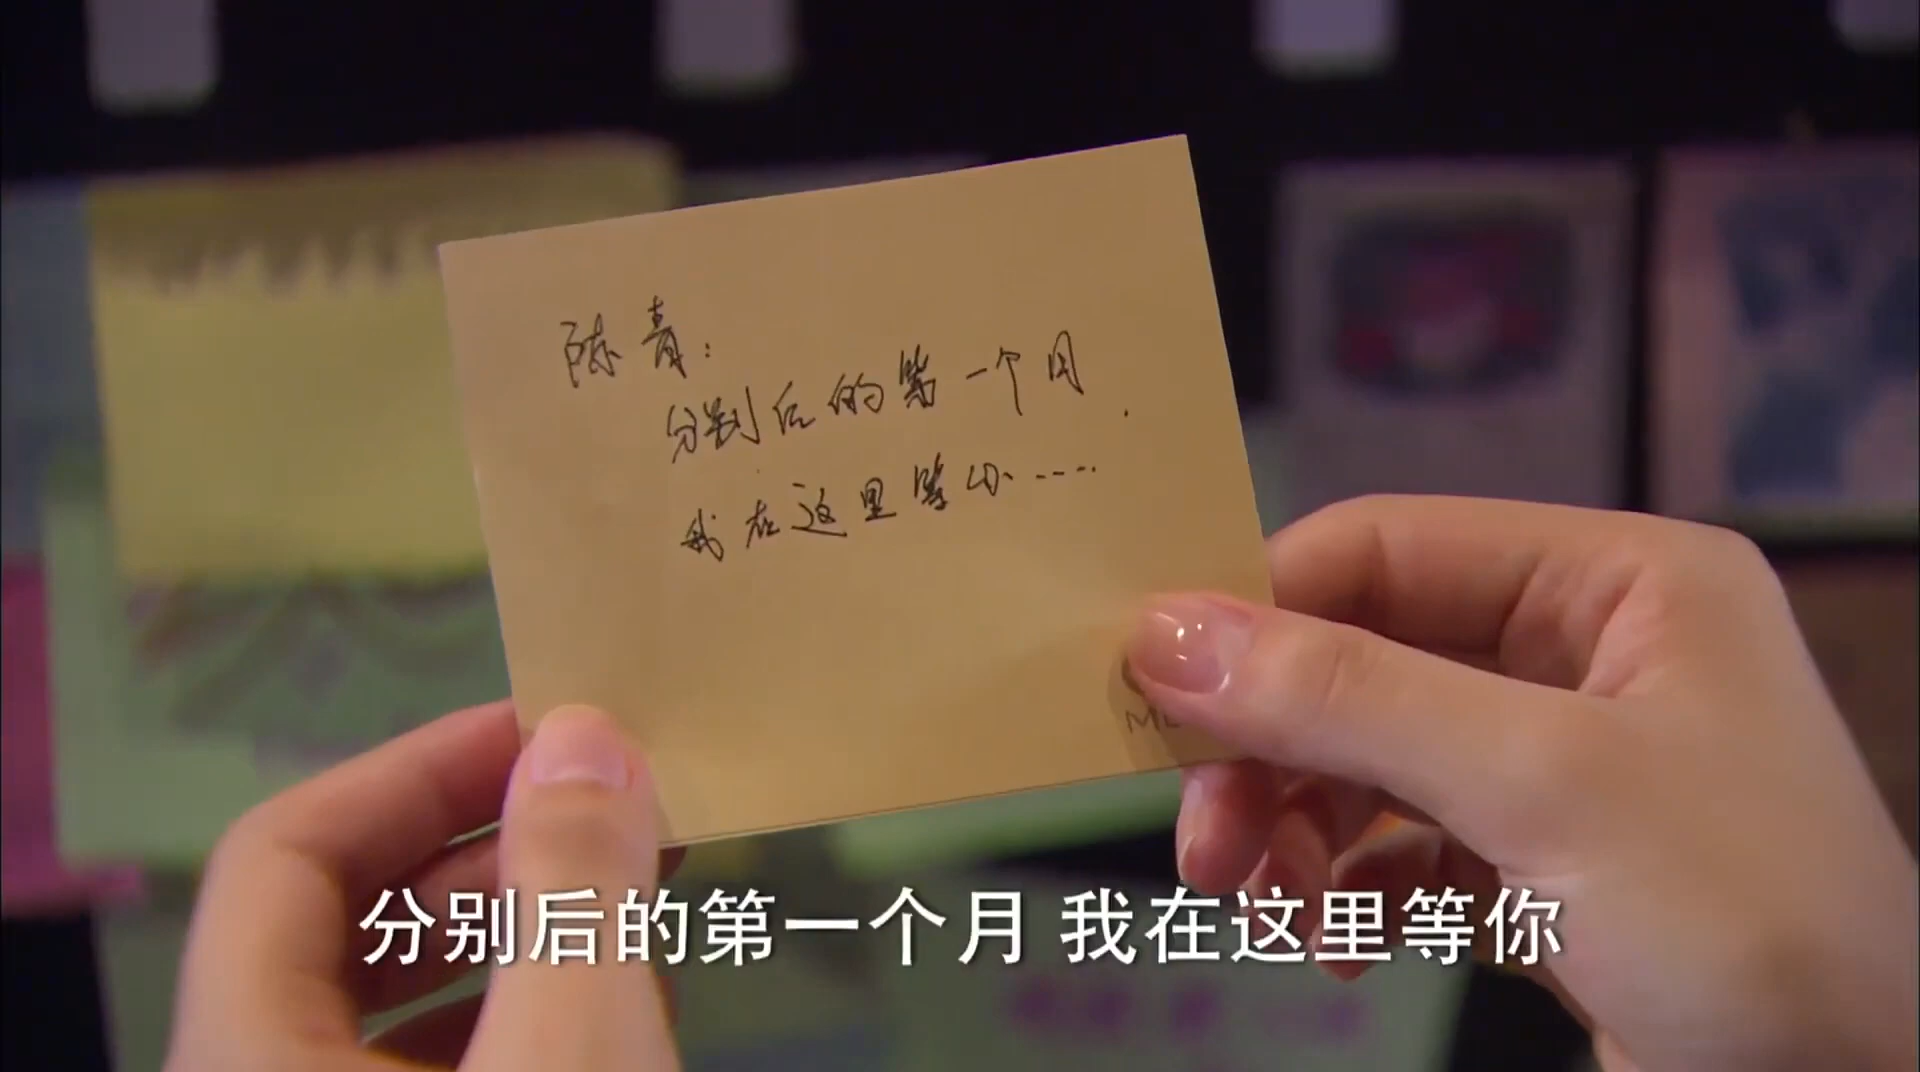 陈青：
分别后的第一个月
我在这里等你……
ME
分别后的第一个月 我在这里等你